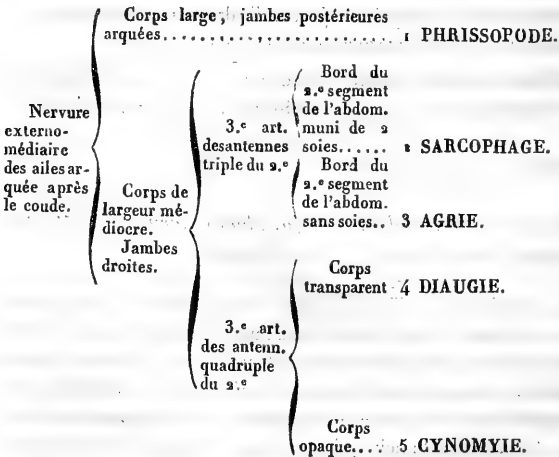 Corps large, jambes postérieures
arquées........................ 1 PHRISSOPODE.
Nervure
externo-
médiaire
des ailes ar-
quée après
le coude.
Corps de
largeur mé-
diocre.
Jambes
droites.
3.e art.
des antennes
triple du 2.e
Bord du
2.e segment
de l'abdom.
muni de 2
soies...... 2 SARCOPHAGE.
Bord du
2.e segment
de l'abdom.
sans soies.. 3 AGRIE.
3.e art.
des antenn.
quadruple
du 2.e
Corps
transparent 4 DIAUGIE.
Corps
opaque.... 5 CYNOMYIE.